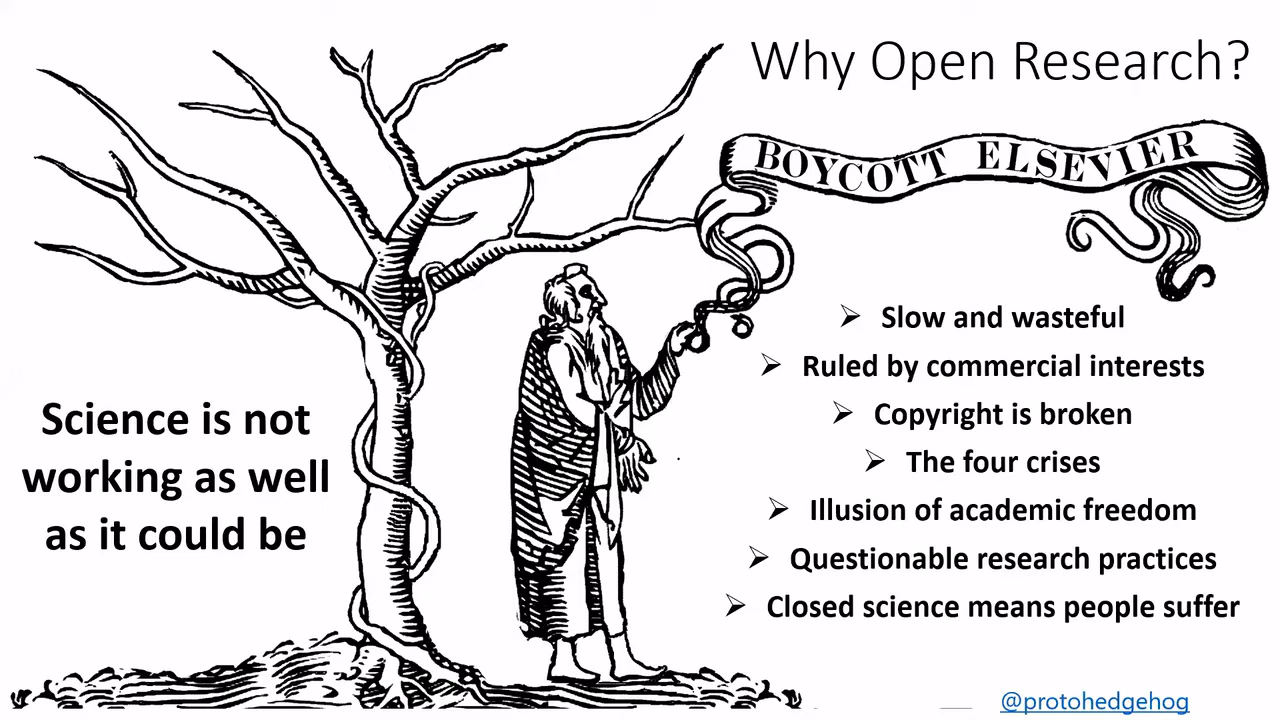 Why Open Research?
BOYCOTT ELSEVIER
Science is not
working as well
as it could be
Slow and wasteful
Ruled by commercial interests
Copyright is broken
The four crises
Illusion of academic freedom
Questionable research practices
Closed science means people suffer
@protohedgehog